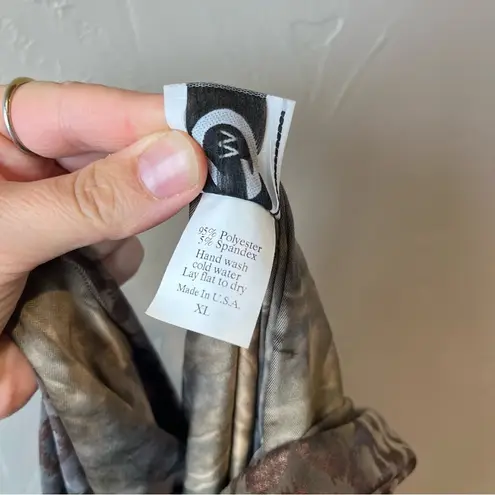 95% Polyester
5% Spandex
Hand wash
cold water
Lay flat to dry
Made In U.S.A.
XL